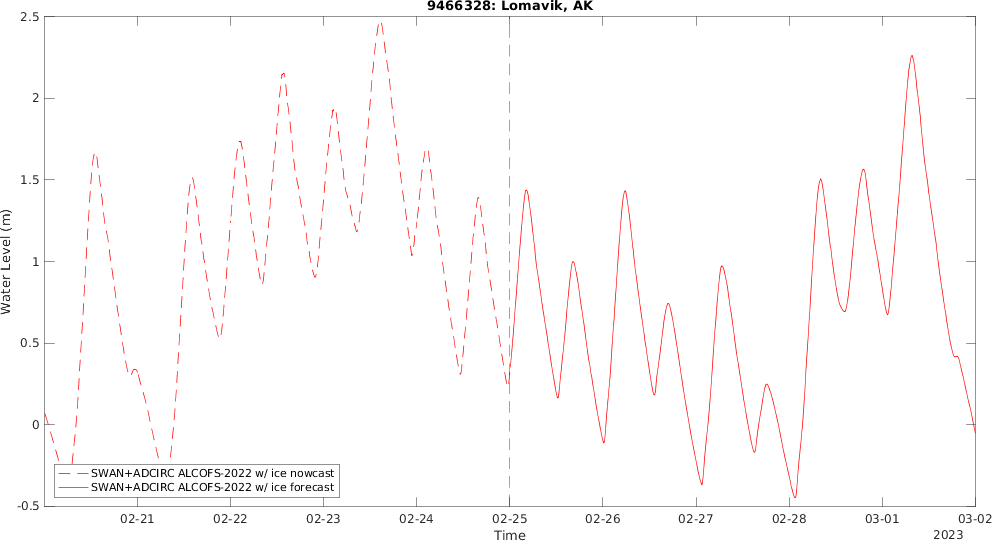 9466328: Lomavik, AK
Water Level (m)
2.5
2
1.5
1
0.5
0
-0.5
SWAN+ADCIRC ALCOFS-2022 w/ ice nowcast
SWAN+ADCIRC ALCOFS-2022 w/ ice forecast
02-21 02-22 02-23 02-24 02-25 02-26 02-27 02-28 03-01 03-02
Time
2023